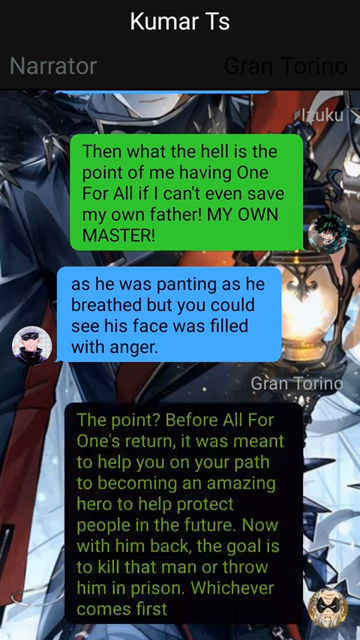 Kumar Ts
Narrator
Gran Torino
Izuku
Then what the hell is the
point of me having One
For All if I can't even save
my own father! MY OWN
MASTER!
as he was panting as he
breathed but you could
see his face was filled
with anger.
Gran Torino
The point? Before All For
One's return, it was meant
to help you on your path
to becoming an amazing
hero to help protect
people in the future. Now
with him back, the goal is
to kill that man or throw
him in prison. Whichever
comes first